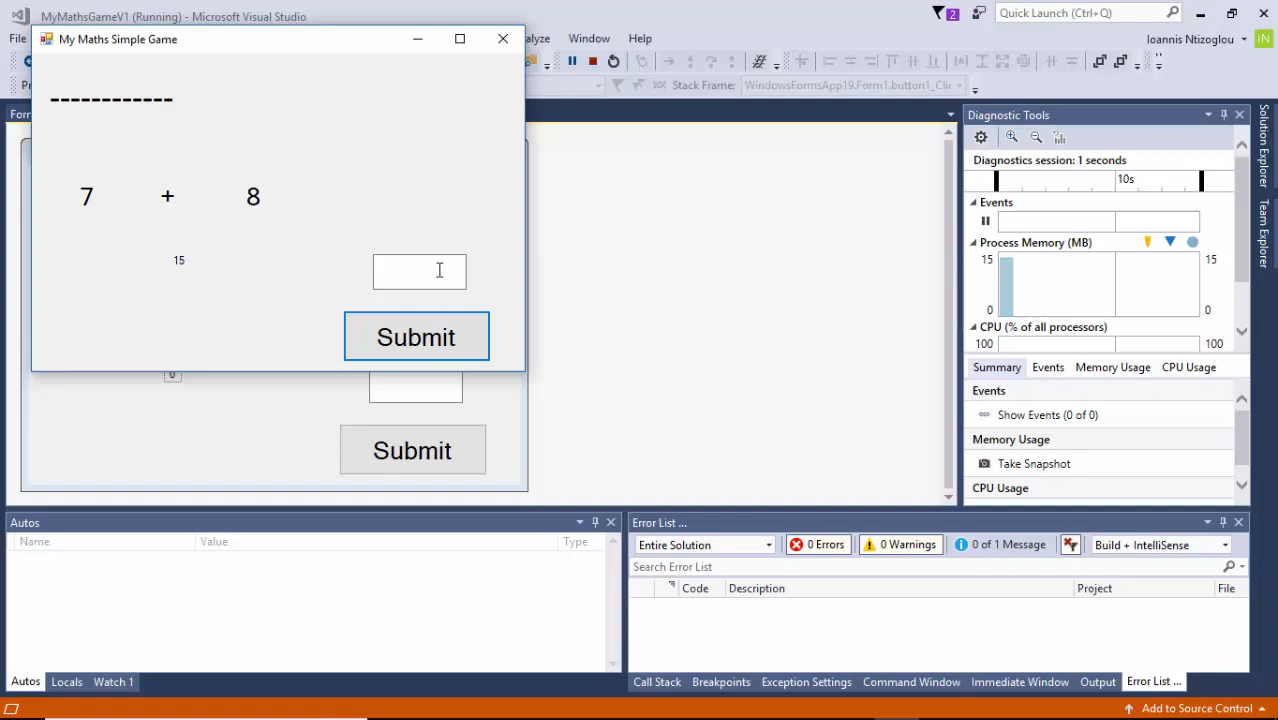 MyMathsGameV1 (Running) - Microsoft Visual Studio
2
Quick Launch (Ctrl+Q)
File
Window
Help
Ioannis Ntizoglou
IN
Stack Frame:
WindowsFormsApp19.Form1.button1_Clic
My Maths Simple Game
------------
7 + 8
15
Submit
0
Submit
Diagnostic Tools
Diagnostics session: 1 seconds
10s
Events
Process Memory (MB)
15
15
0
0
CPU (% of all processors)
100
100
Summary
Events
Memory Usage
CPU Usage
Events
Show Events (0 of 0)
Memory Usage
Take Snapshot
CPU Usage
Solution Explorer
Team Explorer
Autos
Name
Value
Type
Autos
Locals
Watch 1
Error List ...
Entire Solution
0 Errors
0 Warnings
0 of 1 Message
Build + IntelliSense
Search Error List
Code
Description
Project
File
Call Stack
Breakpoints
Exception Settings
Command Window
Immediate Window
Output
Error List ...
Add to Source Control